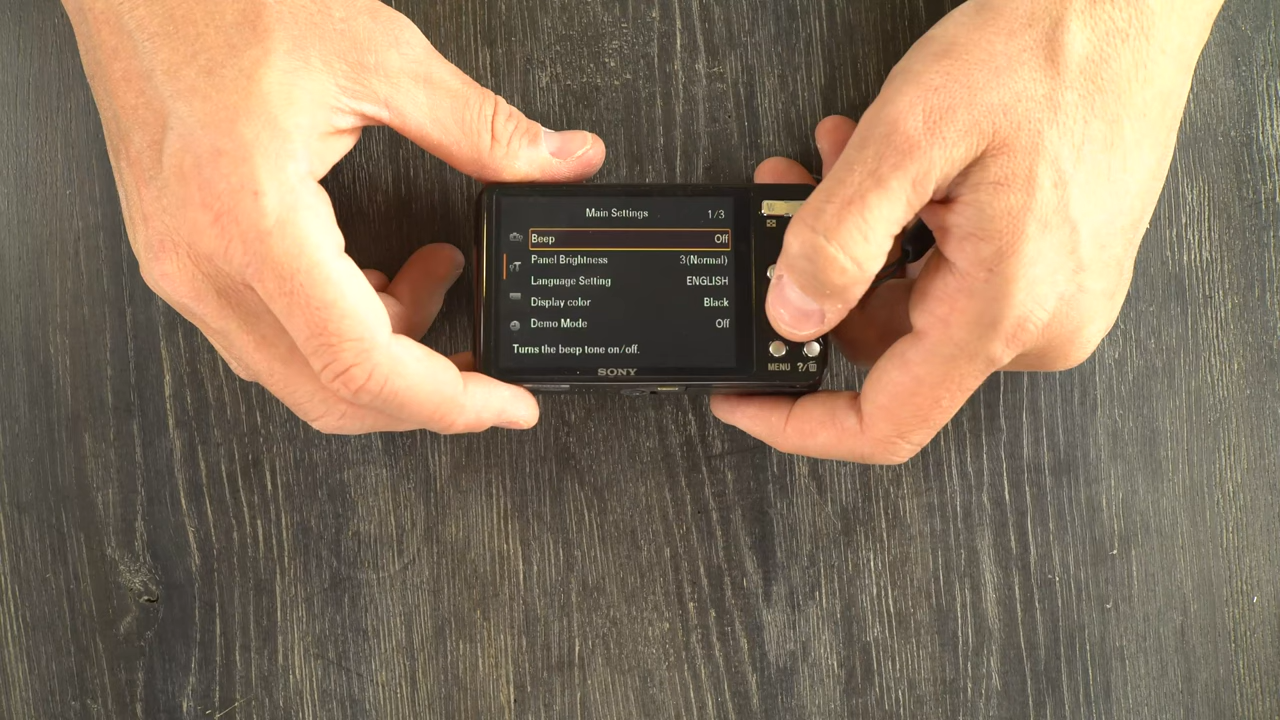 Main Settings 1/3
Beep Off
Panel Brightness 3(Normal)
Language Setting ENGLISH
Display color Black
Demo Mode Off
Turns the beep tone on/off.
SONY
W
MENU ?/